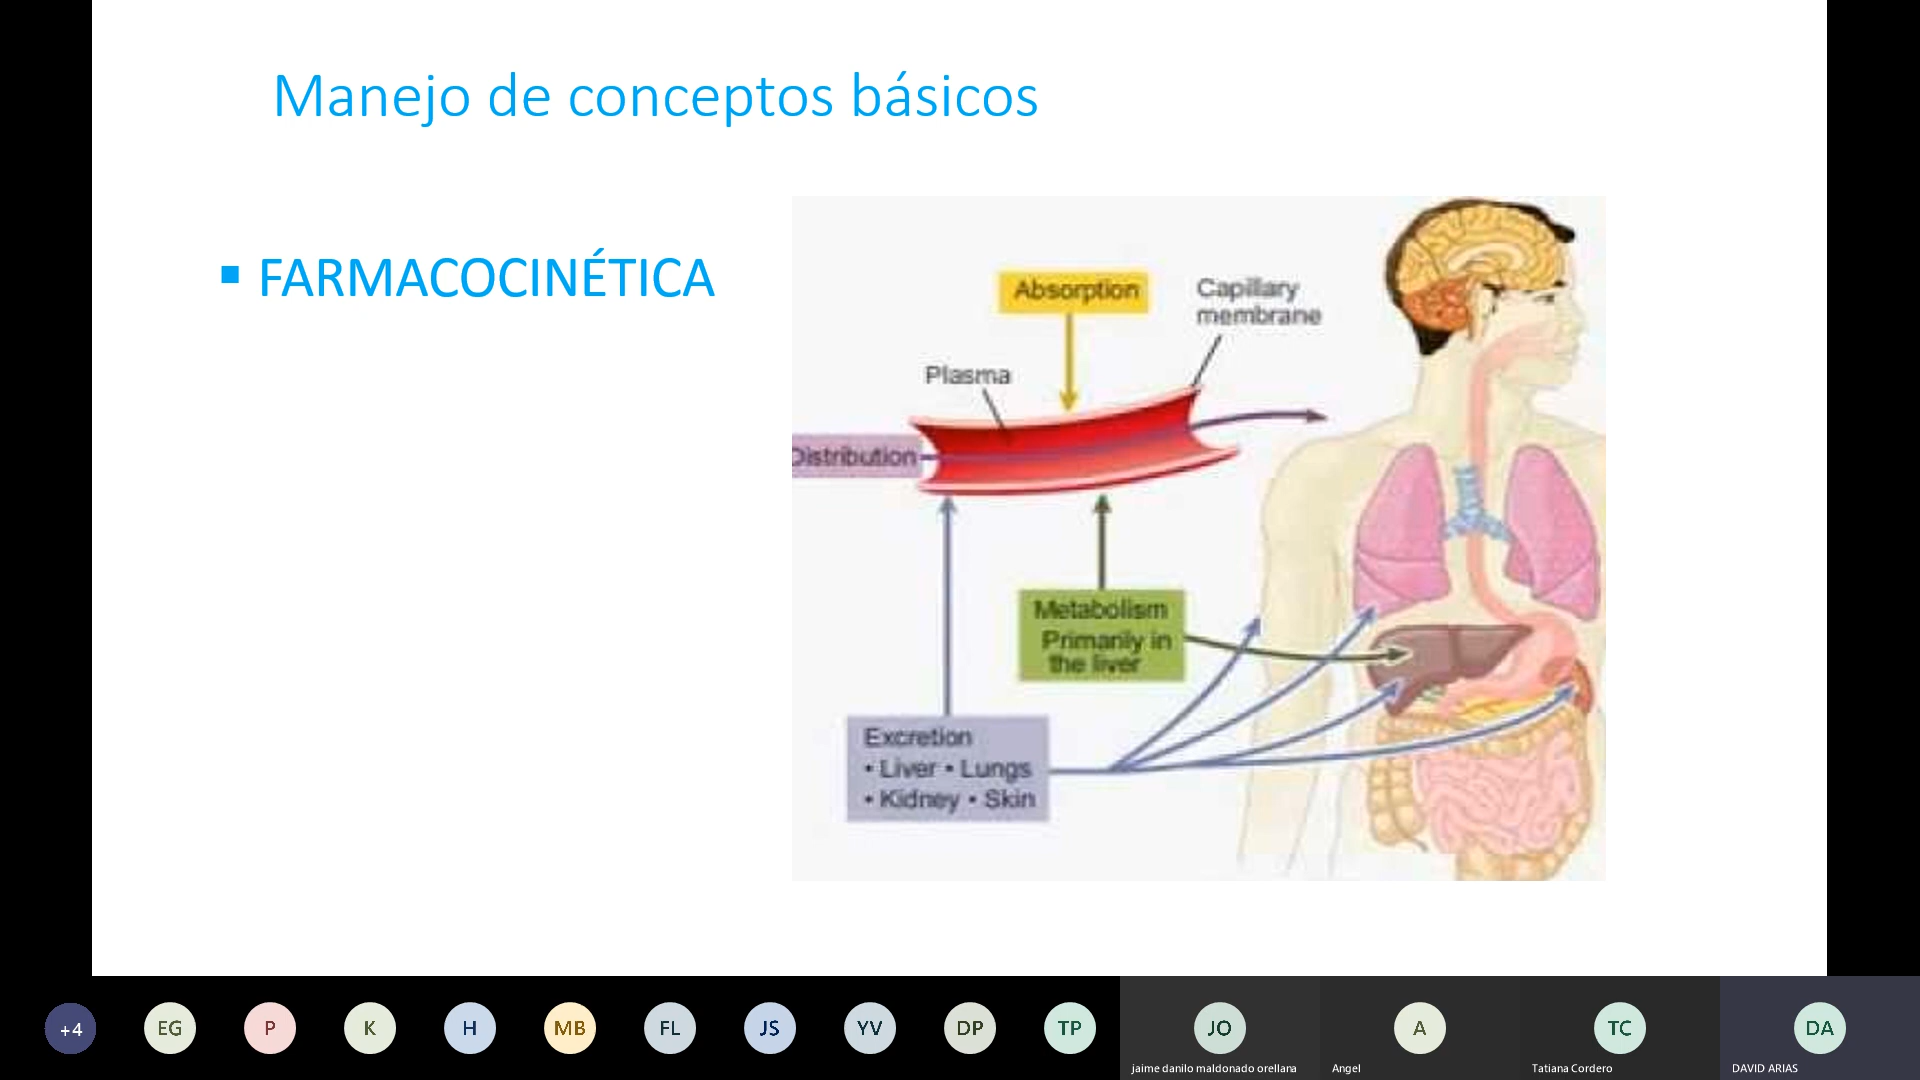 Manejo de conceptos básicos
▪ FARMACOCINÉTICA
Absorption
Capillary
membrane
Plasma
Distribution
Metabolism
Primarily in
the liver
Excretion
• Liver • Lungs
• Kidney • Skin
+4
EG
P
K
H
MB
FL
JS
YV
DP
TP
JO
A
TC
DA
jaime danilo maldonado orellana
Angel
Tatiana Cordero
DAVID ARIAS